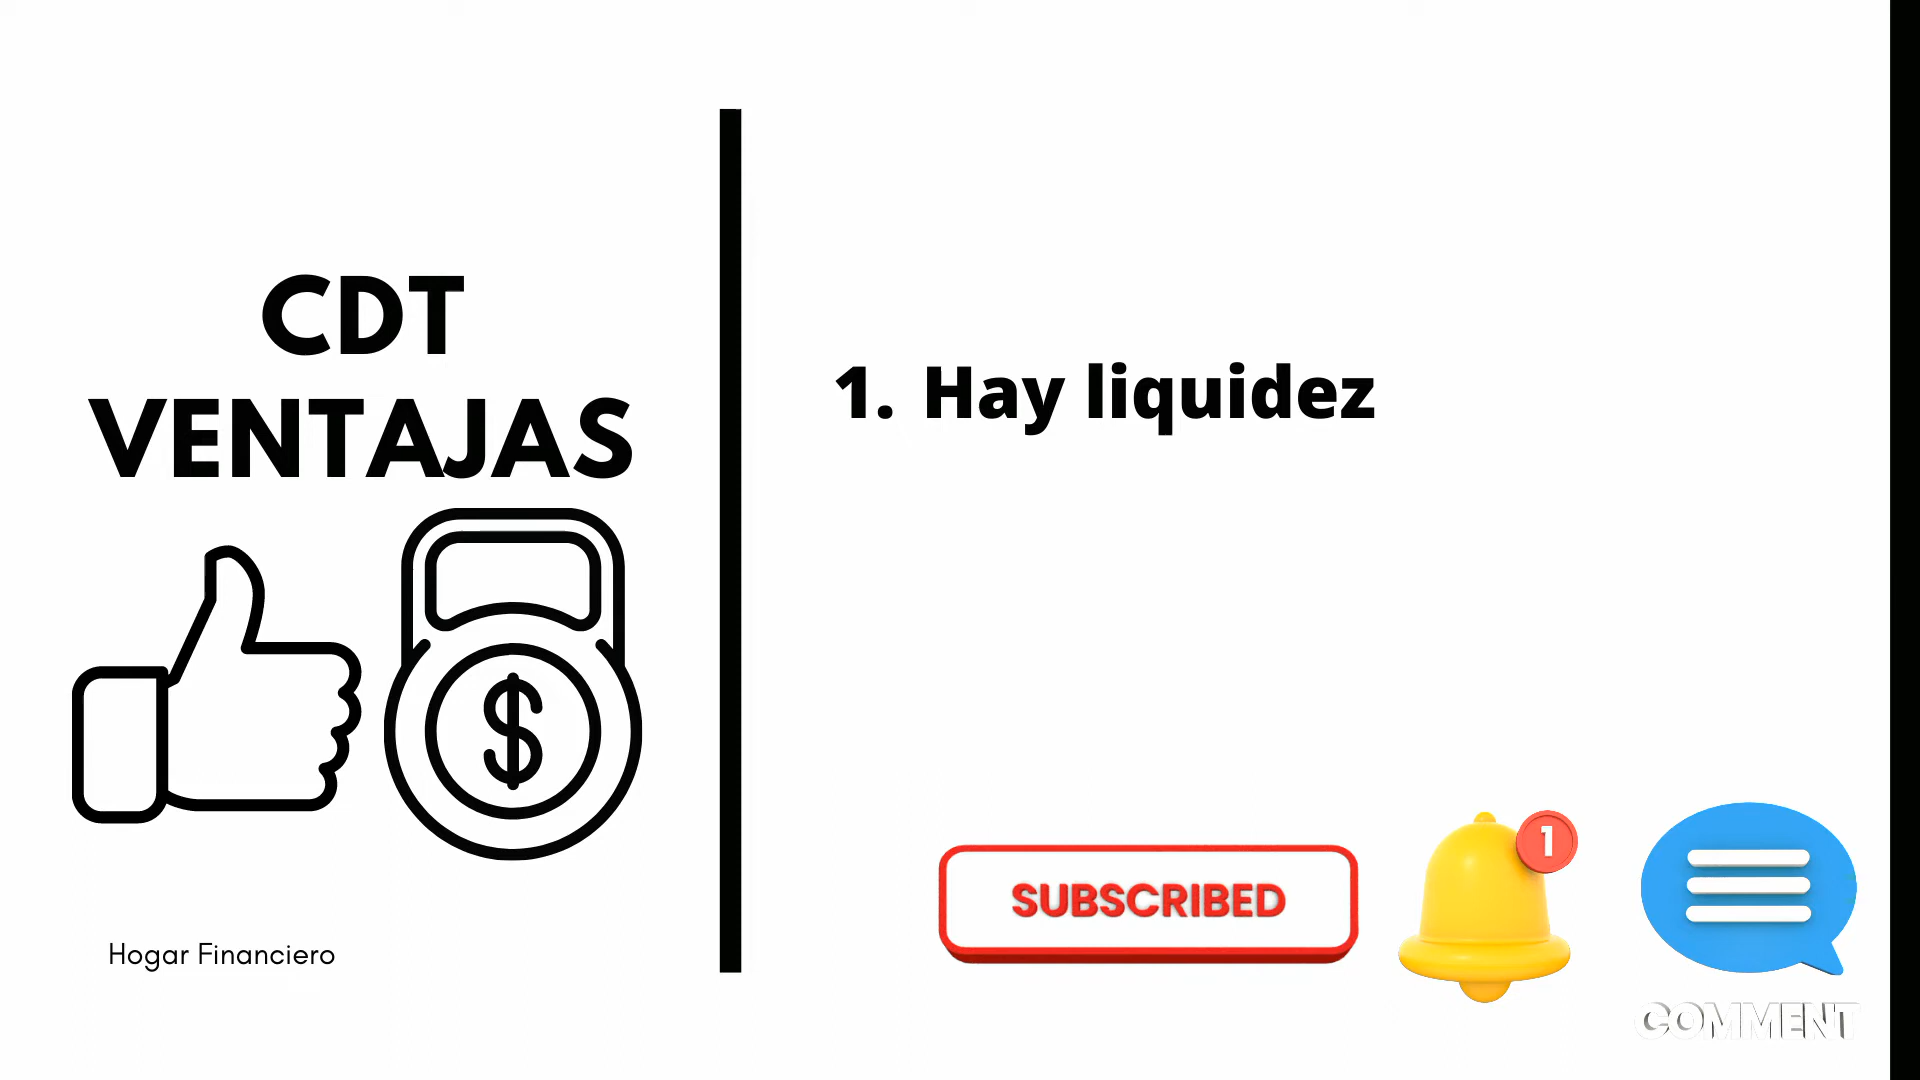 CDT
VENTAJAS
$
Hogar Financiero
1. Hay liquidez
SUBSCRIBED
1
COMMENT